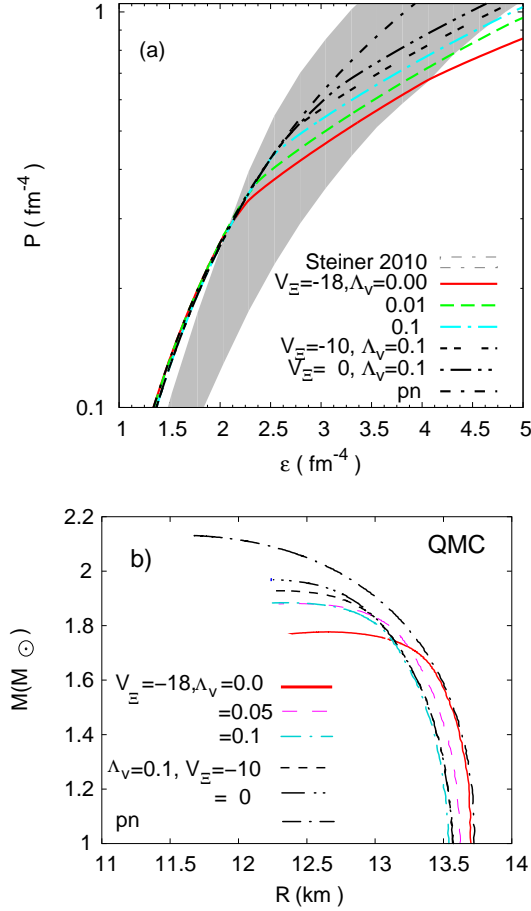 1
(a)
P ( fm⁻⁴ )
Steiner 2010
V_Ξ=-18,Λ_v=0.00
0.01
0.1
V_Ξ=-10, Λ_v=0.1
V_Ξ= 0, Λ_v=0.1
pn
0.1
1 1.5 2 2.5 3 3.5 4 4.5 5
ε ( fm⁻⁴ )
2.2
b)
QMC
2
1.8
M(M ⊙ )
V_Ξ=-18,Λ_v=0.0
1.6
=0.05
=0.1
1.4
Λ_v=0.1, V_Ξ=-10
= 0
1.2
pn
1
11 11.5 12 12.5 13 13.5 14
R (km)